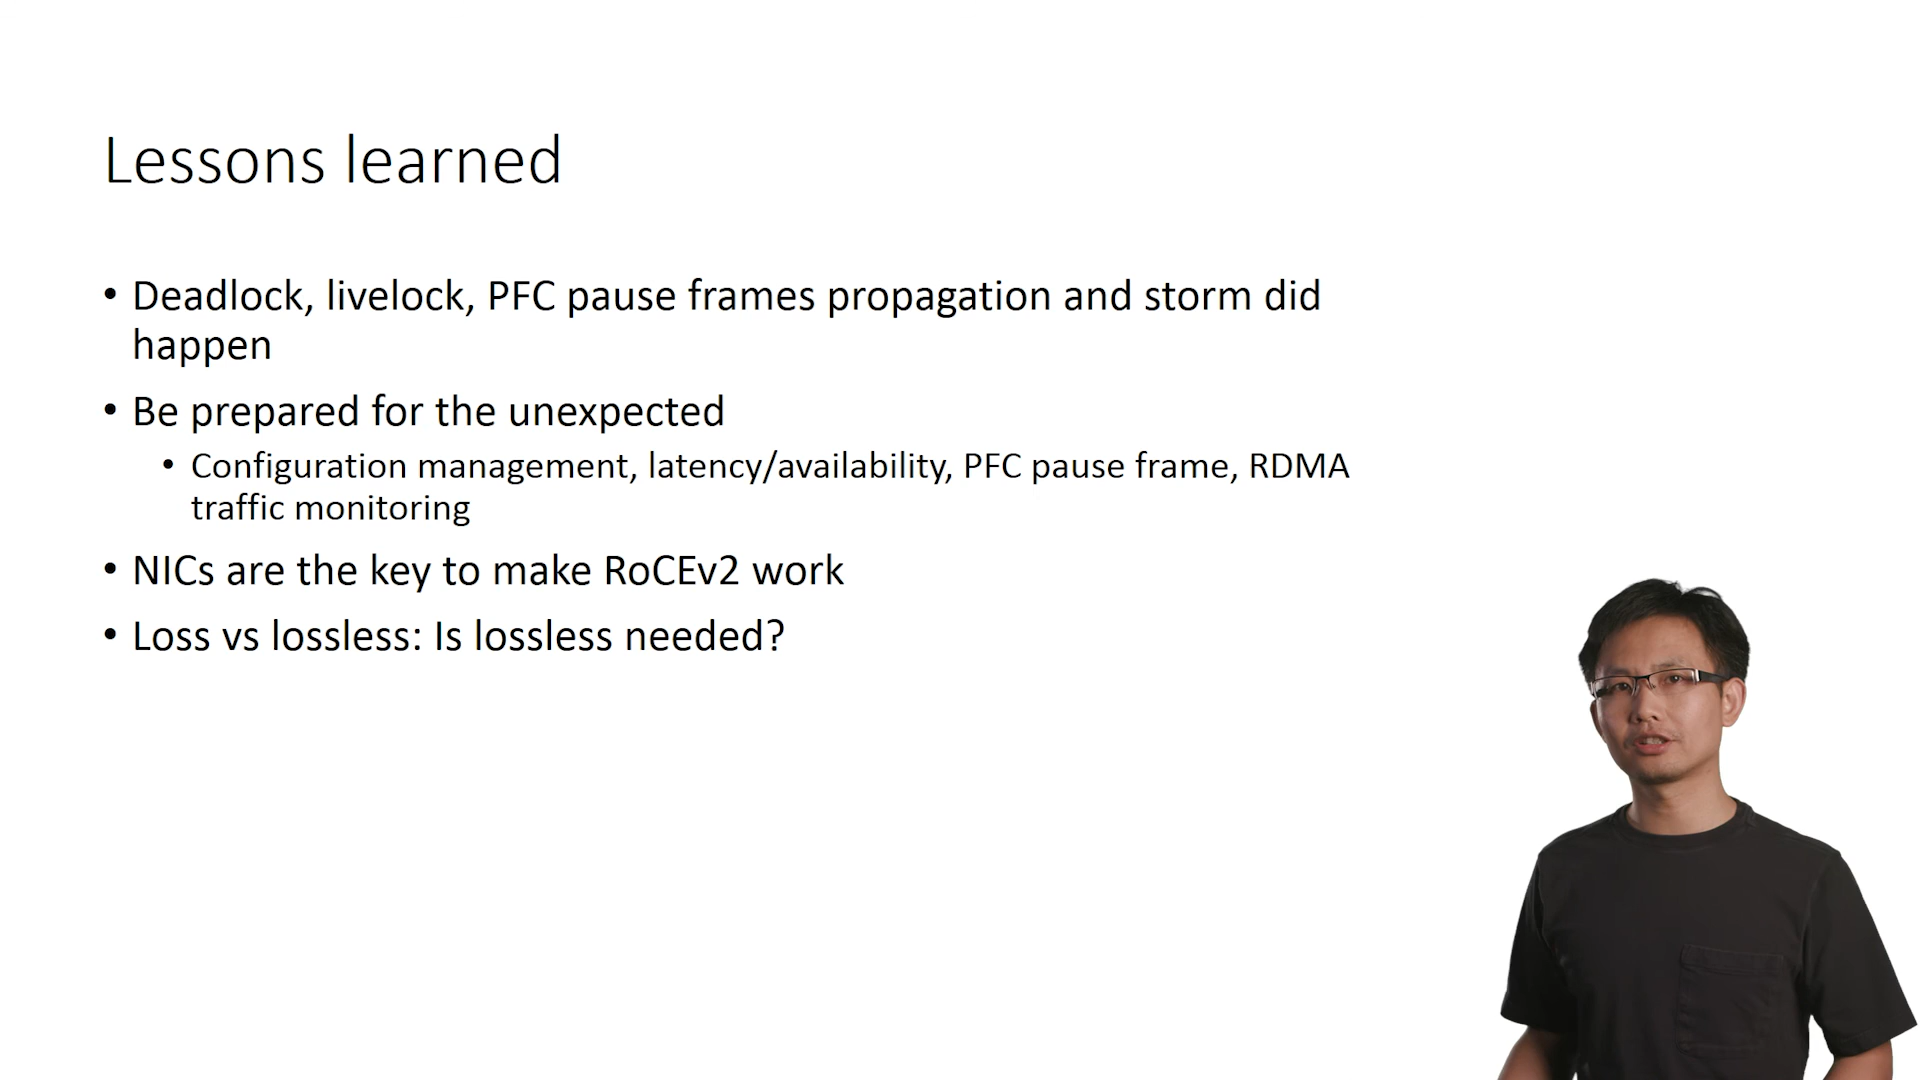 Lessons learned
• Deadlock, livelock, PFC pause frames propagation and storm did
happen
• Be prepared for the unexpected
• Configuration management, latency/availability, PFC pause frame, RDMA
traffic monitoring
• NICs are the key to make RoCEv2 work
• Loss vs lossless: Is lossless needed?